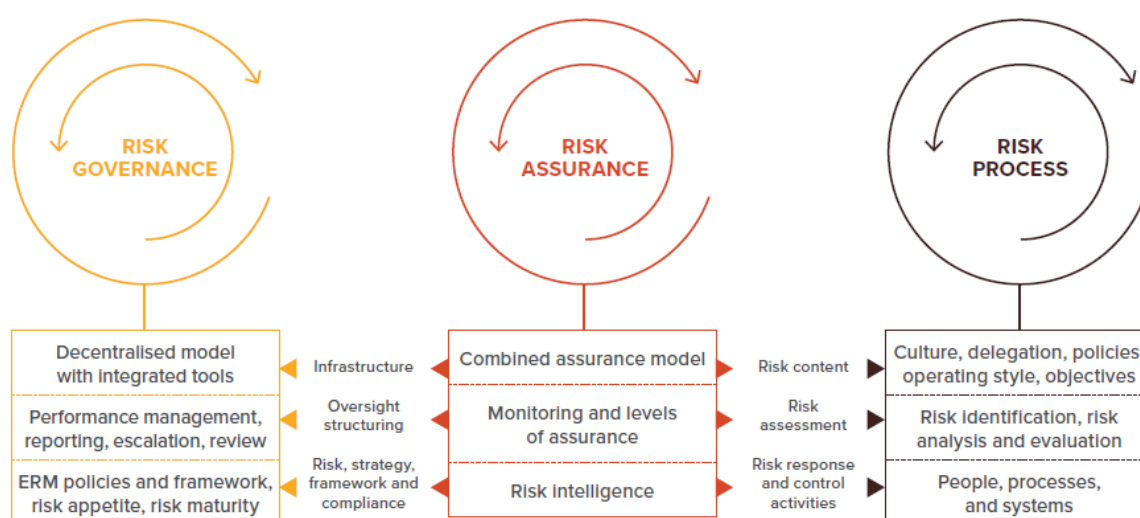 RISK
GOVERNANCE
RISK
ASSURANCE
RISK
PROCESS
Decentralised model
with integrated tools
Infrastructure
Combined assurance model
Risk content
Culture, delegation, policies,
operating style, objectives
Performance management,
reporting, escalation, review
Oversight
structuring
Monitoring and levels
of assurance
Risk
assessment
Risk identification, risk
analysis and evaluation
ERM policies and framework,
risk appetite, risk maturity
Risk, strategy,
framework and
compliance
Risk intelligence
Risk response
and control
activities
People, processes,
and systems